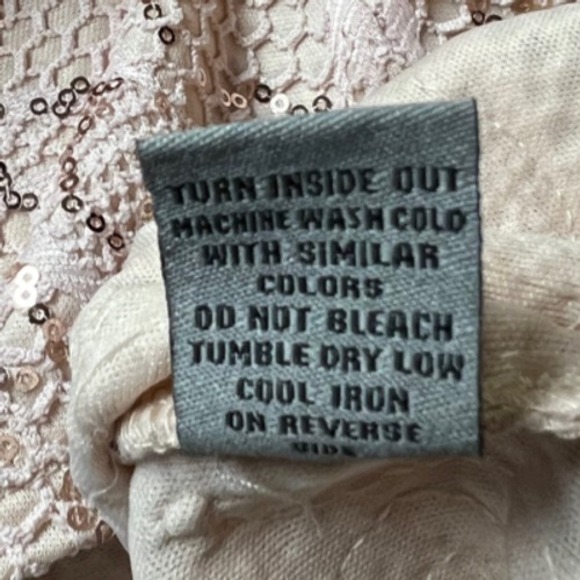 TURN INSIDE OUT
MACHINE WASH COLD
WITH SIMILAR
COLORS
DO NOT BLEACH
TUMBLE DRY LOW
COOL IRON
ON REVERSE
SIDE